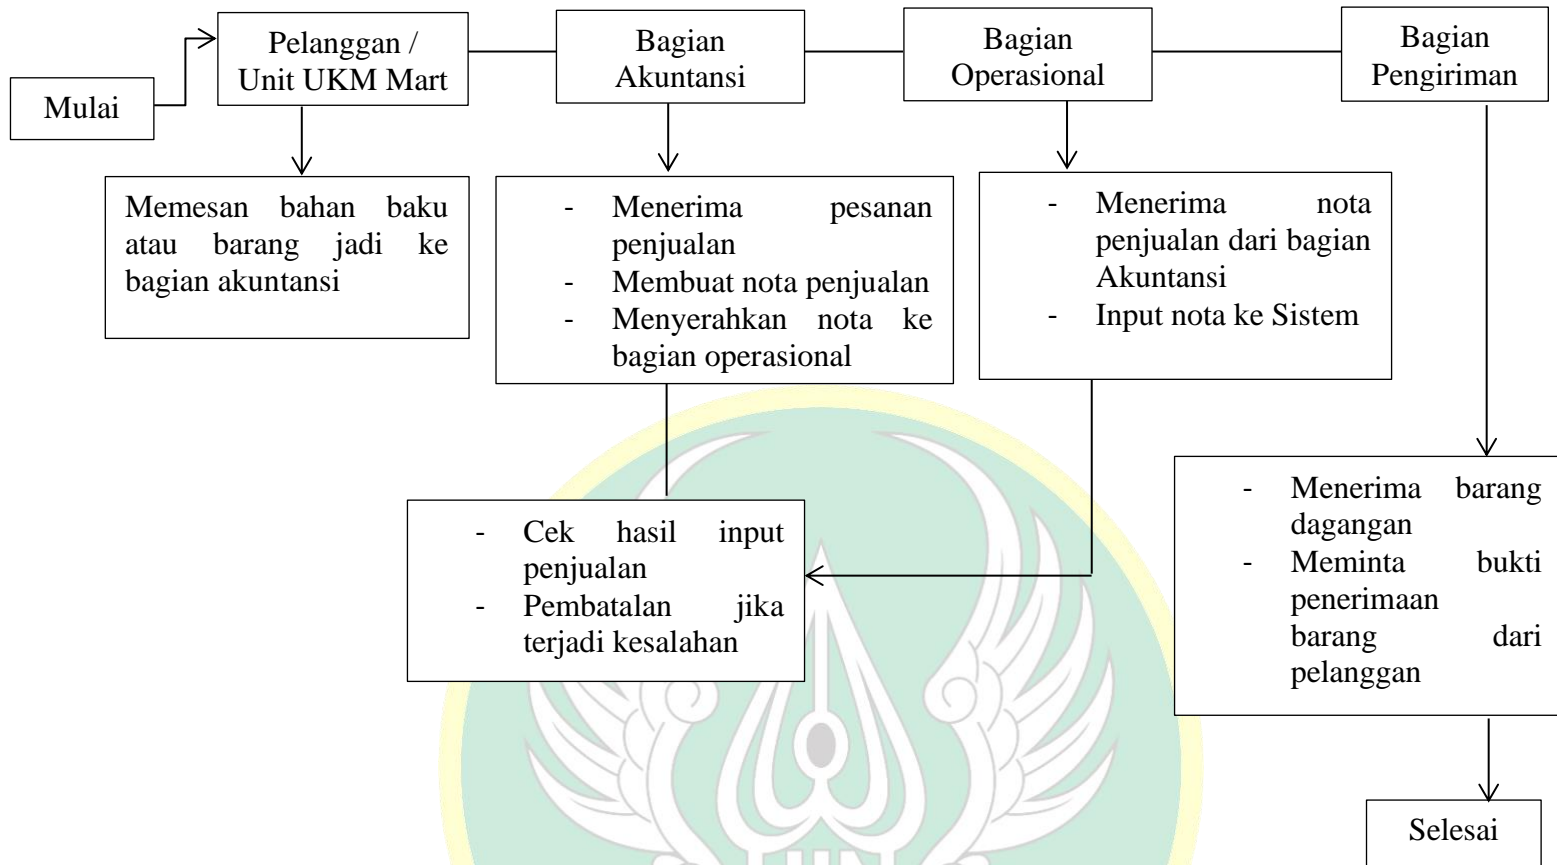 Mulai
Pelanggan /
Unit UKM Mart
Bagian
Akuntansi
Bagian
Operasional
Bagian
Pengiriman
Memesan bahan baku
atau barang jadi ke
bagian akuntansi
- Menerima pesanan
penjualan
- Membuat nota penjualan
- Menyerahkan nota ke
bagian operasional
- Menerima nota
penjualan dari bagian
Akuntansi
- Input nota ke Sistem
- Cek hasil input
penjualan
- Pembatalan jika
terjadi kesalahan
- Menerima barang
dagangan
- Meminta bukti
penerimaan
barang dari
pelanggan
Selesai